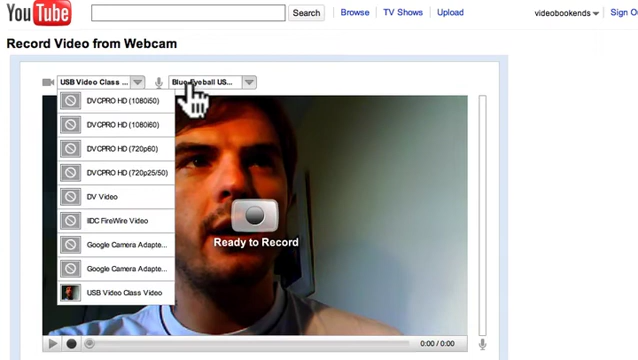 YouTube
Search
Browse
TV Shows
Upload
videobookends
Sign O
Record Video from Webcam
USB Video Class ...
Blue Eyeball US...
DVCPRO HD (1080i50)
DVCPRO HD (1080i60)
DVCPRO HD (720p60)
DVCPRO HD (720p25/50)
DV Video
IIDC FireWire Video
Google Camera Adapte...
Google Camera Adapte...
USB Video Class Video
Ready to Record
0:00 / 0:00